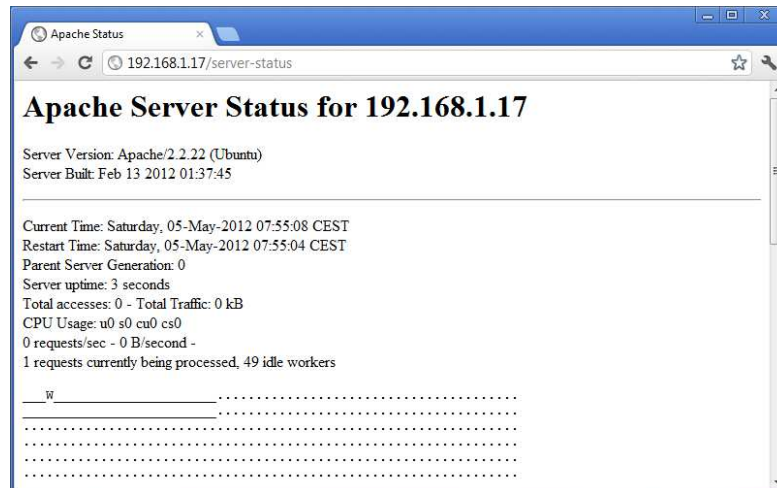 Apache Status
192.168.1.17/server-status
Apache Server Status for 192.168.1.17
Server Version: Apache/2.2.22 (Ubuntu)
Server Built: Feb 13 2012 01:37:45
Current Time: Saturday, 05-May-2012 07:55:08 CEST
Restart Time: Saturday, 05-May-2012 07:55:04 CEST
Parent Server Generation: 0
Server uptime: 3 seconds
Total accesses: 0 - Total Traffic: 0 kB
CPU Usage: u0 s0 cu0 cs0
0 requests/sec - 0 B/second -
1 requests currently being processed, 49 idle workers
___W_____________________.......................................
_________________________.......................................
................................................................
................................................................
................................................................
................................................................